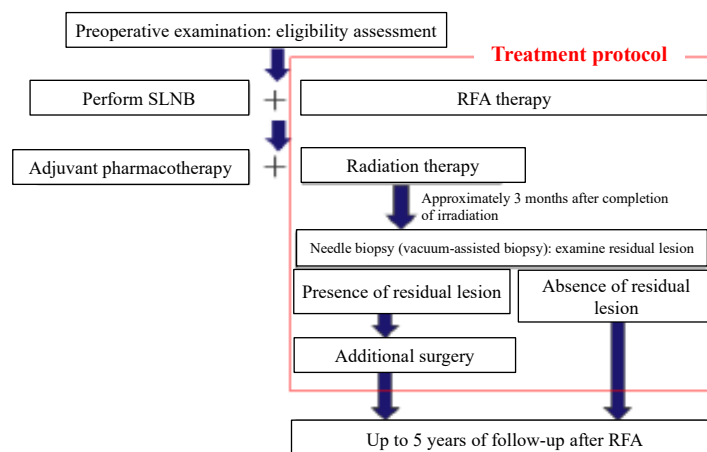 Preoperative examination: eligibility assessment
Treatment protocol
Perform SLNB
+
RFA therapy
Adjuvant pharmacotherapy
+
Radiation therapy
Approximately 3 months after completion
of irradiation
Needle biopsy (vacuum-assisted biopsy): examine residual lesion
Presence of residual lesion
Absence of residual
lesion
Additional surgery
Up to 5 years of follow-up after RFA